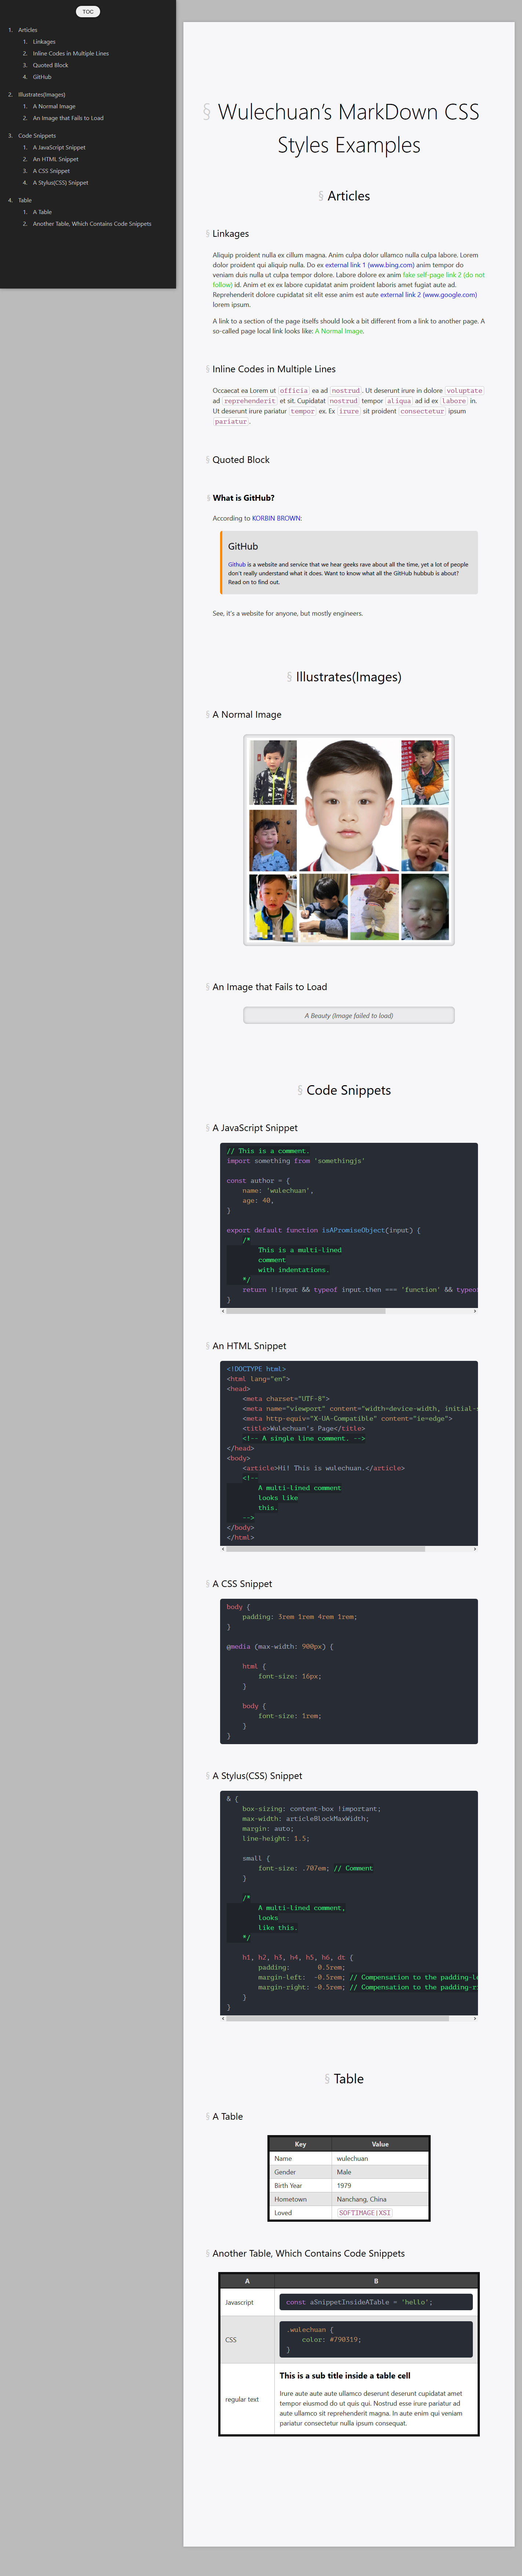 TOC
1. Articles
1. Linkages
2. Inline Codes in Multiple Lines
3. Quoted Block
4. GitHub
2. Illustrates(Images)
1. A Normal Image
2. An Image that Fails to Load
3. Code Snippets
1. A JavaScript Snippet
2. An HTML Snippet
3. A CSS Snippet
4. A Stylus(CSS) Snippet
4. Table
1. A Table
2. Another Table, Which Contains Code Snippets
§ Wulechuan’s MarkDown CSS
Styles Examples
§ Articles
§ Linkages
Aliquip proident nulla ex cillum magna. Anim culpa dolor ullamco nulla culpa labore. Lorem
dolor proident qui aliquip nulla. Do ex external link 1 (www.bing.com) anim tempor do
veniam duis nulla ut culpa tempor dolore. Labore dolore ex anim fake self-page link 2 (do not
follow) id. Anim et ex ex labore cupidatat anim proident laboris amet fugiat aute ad.
Reprehenderit dolore cupidatat sit elit esse anim est aute external link 2 (www.google.com)
lorem ipsum.
A link to a section of the page itselfs should look a bit different from a link to another page. A
so-called page local link looks like: A Normal Image.
§ Inline Codes in Multiple Lines
Occaecat ea Lorem ut officia ea ad nostrud. Ut deserunt irure in dolore voluptate
ad reprehenderit et sit. Cupidatat nostrud tempor aliqua ad id ex labore in.
Ut deserunt irure pariatur tempor ex. Ex irure sit proident consectetur ipsum
pariatur.
§ Quoted Block
§ What is GitHub?
According to KORBIN BROWN:
GitHub
Github is a website and service that we hear geeks rave about all the time, yet a lot of people
don’t really understand what it does. Want to know what all the GitHub hubbub is about?
Read on to find out.
See, it’s a website for anyone, but mostly engineers.
§ Illustrates(Images)
§ A Normal Image
§ An Image that Fails to Load
A Beauty (Image failed to load)
§ Code Snippets
§ A JavaScript Snippet
// This is a comment.
import something from 'somethingjs'
const author = {
name: 'wulechuan',
age: 40,
}
export default function isAPromiseObject(input) {
/*
This is a multi-lined
comment
with indentations.
*/
return !!input && typeof input.then === 'function' && typeo
}
§ An HTML Snippet
<!DOCTYPE html>
<html lang="en">
<head>
<meta charset="UTF-8">
<meta name="viewport" content="width=device-width, initial-s
<meta http-equiv="X-UA-Compatible" content="ie=edge">
<title>Wulechuan's Page</title>
<!-- A single line comment. -->
</head>
<body>
<article>Hi! This is wulechuan.</article>
<!--
A multi-lined comment
looks like
this.
-->
</body>
</html>
§ A CSS Snippet
body {
padding: 3rem 1rem 4rem 1rem;
}
@media (max-width: 900px) {
html {
font-size: 16px;
}
body {
font-size: 1rem;
}
}
§ A Stylus(CSS) Snippet
& {
box-sizing: content-box !important;
max-width: articleBlockMaxWidth;
margin: auto;
line-height: 1.5;
small {
font-size: .707em; // Comment
}
/*
A multi-lined comment,
looks
like this.
*/
h1, h2, h3, h4, h5, h6, dt {
padding: 0.5rem;
margin-left: -0.5rem; // Compensation to the padding-le
margin-right: -0.5rem; // Compensation to the padding-ri
}
}
§ Table
§ A Table
Key Value
Name wulechuan
Gender Male
Birth Year 1979
Hometown Nanchang, China
Loved SOFTIMAGE|XSI
§ Another Table, Which Contains Code Snippets
A B
Javascript const aSnippetInsideATable = 'hello';
.wulechuan {
CSS color: #790319;
}
This is a sub title inside a table cell
Irure aute aute aute ullamco deserunt deserunt cupidatat amet
regular text tempor eiusmod do ut quis qui. Nostrud esse irure pariatur ad
aute ullamco sit reprehenderit magna. In aute enim qui veniam
pariatur consectetur nulla ipsum consequat.